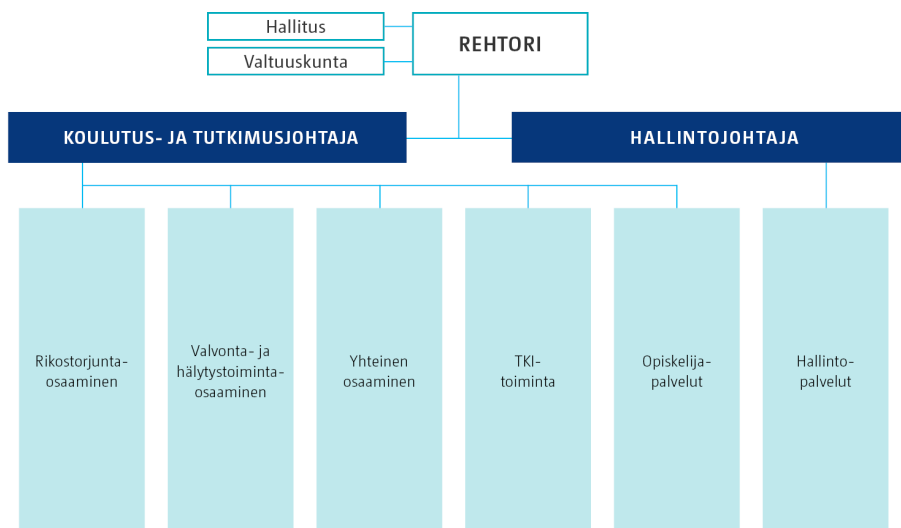 Hallitus
REHTORI
Valtuuskunta
KOULUTUS- JA TUTKIMUSJOHTAJA
HALLINTOJOHTAJA
Rikostorjunta-
osaaminen
Valvonta- ja
hälytystoiminta-
osaaminen
Yhteinen
osaaminen
TKI-
toiminta
Opiskelija-
palvelut
Hallinto-
palvelut